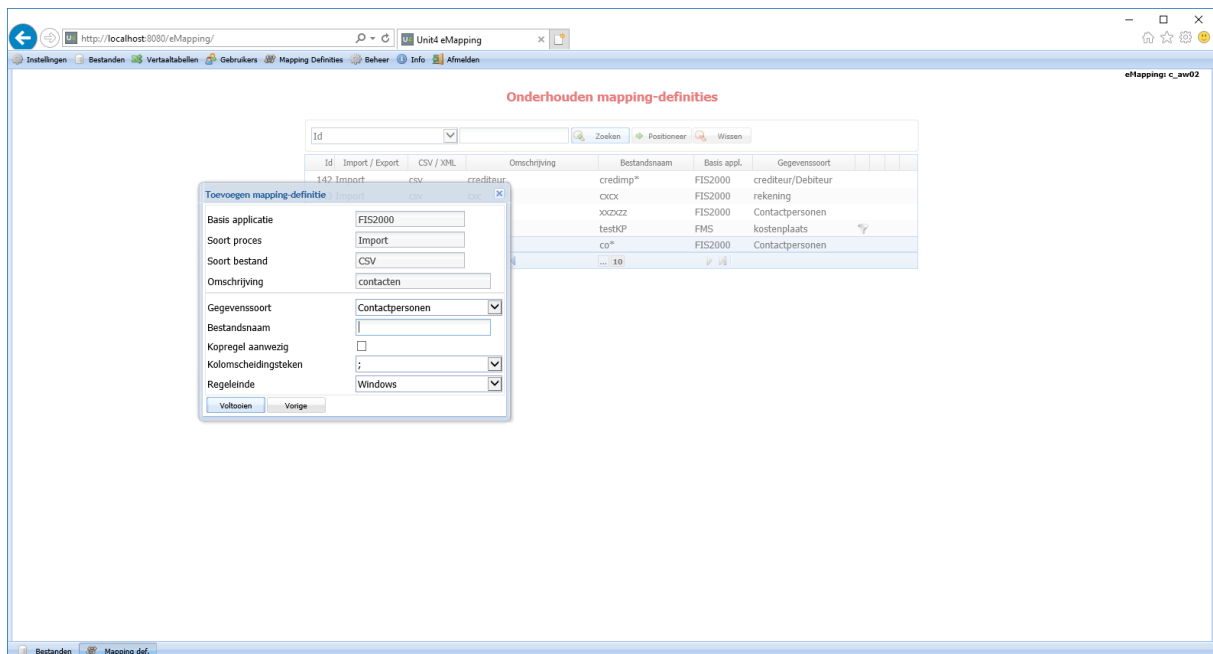 http://localhost:8080/eMapping/
Unit4 eMapping
Instellingen Bestanden Vertaaltabellen Gebruikers Mapping Definities Beheer Info Afmelden
eMapping: c_aw02
Onderhouden mapping-definities
Id Zoeken Positioneer Wissen
Id Import / Export CSV / XML Omschrijving Bestandsnaam Basis appl. Gegevenssoort
142 Import csv crediteur credimp* FIS2000 crediteur/Debiteur
Import csv cxc cxcx FIS2000 rekening
xxzxzz FIS2000 Contactpersonen
testKP FMS kostenplaats
co* FIS2000 Contactpersonen
... 10
Toevoegen mapping-definitie
Basis applicatie FIS2000
Soort proces Import
Soort bestand CSV
Omschrijving contacten
Gegevenssoort Contactpersonen
Bestandsnaam
Kopregel aanwezig
Kolomscheidingsteken ;
Regeleinde Windows
Voltooien Vorige
Bestanden Mapping def.